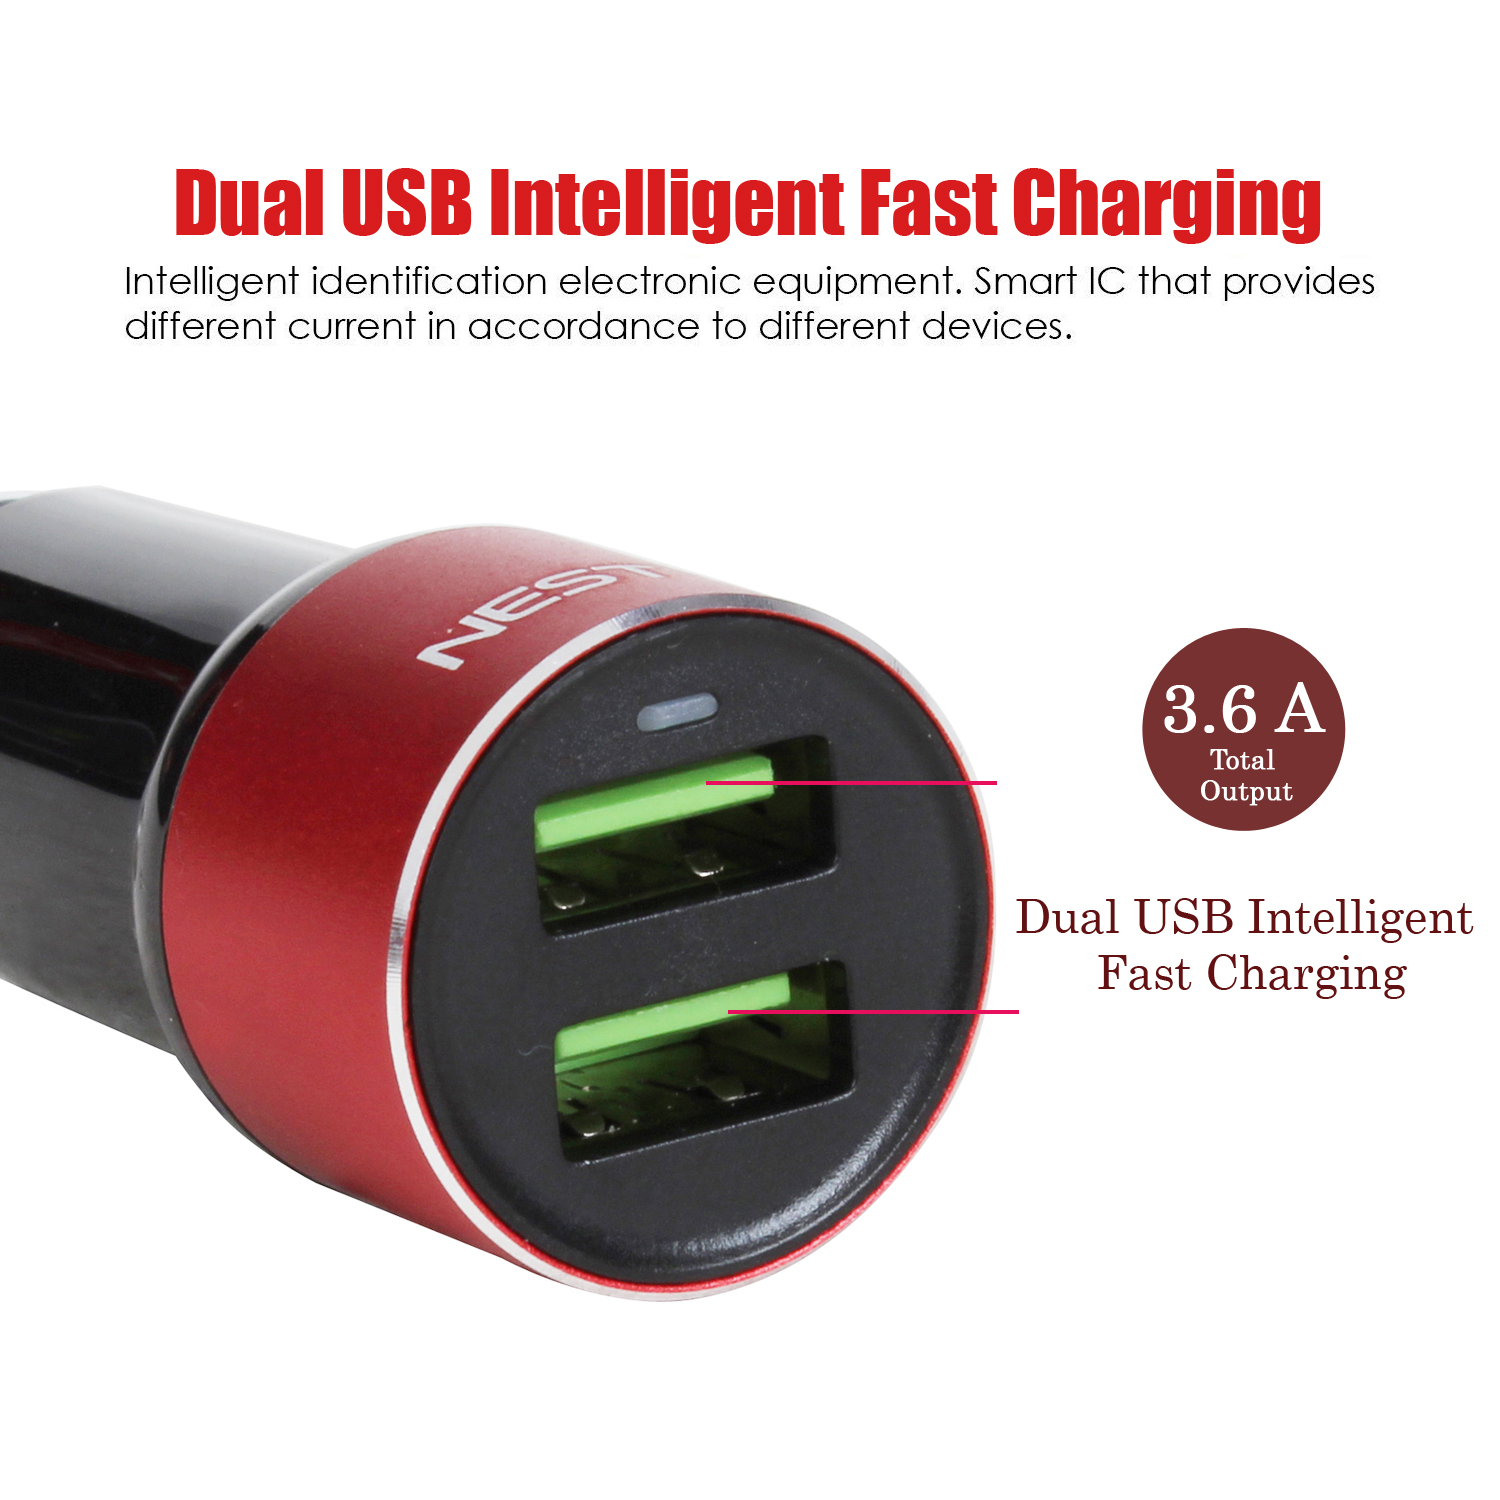 Dual USB Intelligent Fast Charging
Intelligent identification electronic equipment. Smart IC that provides
different current in accordance to different devices.
NEST
3.6 A
Total
Output
Dual USB Intelligent
Fast Charging